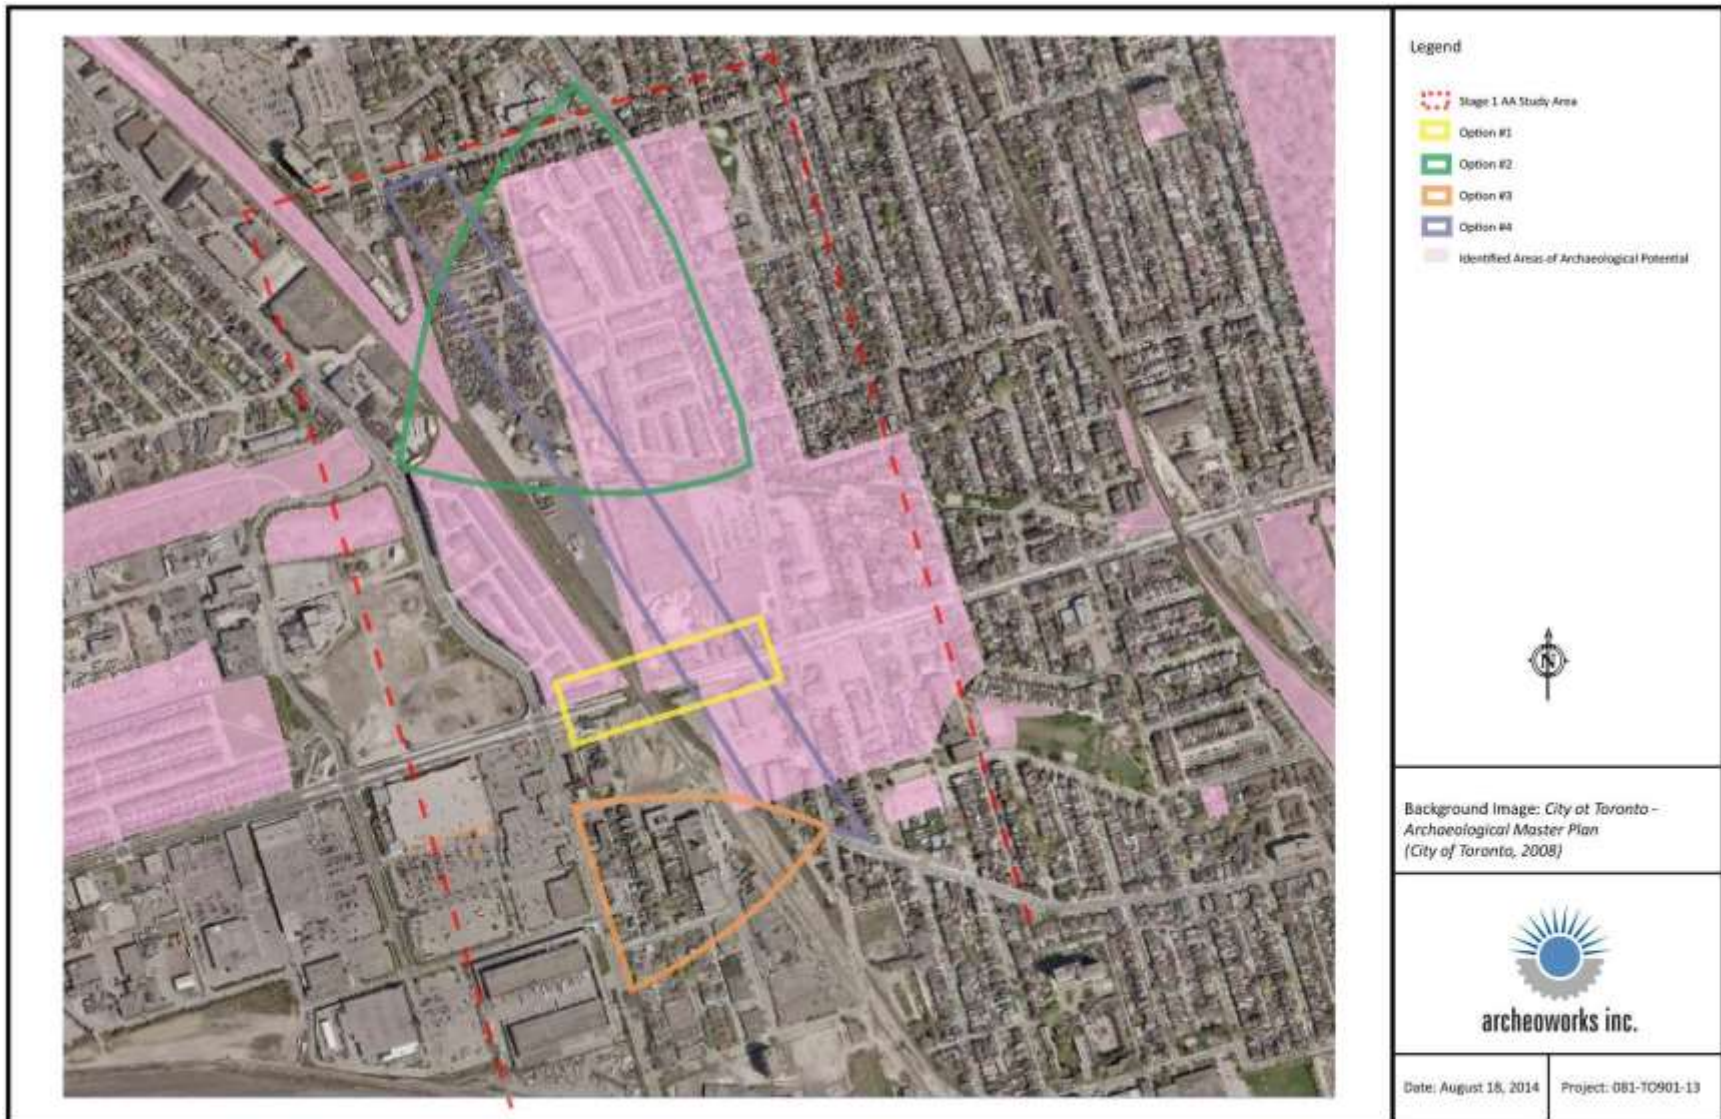 Legend
Stage 1 AA Study Area
Option #1
Option #2
Option #3
Option #4
Identified Areas of Archaeological Potential
N
Background Image: City of Toronto -
Archaeological Master Plan
(City of Toronto, 2008)
archeoworks inc.
Date: August 18, 2014
Project: 081-TO901-13